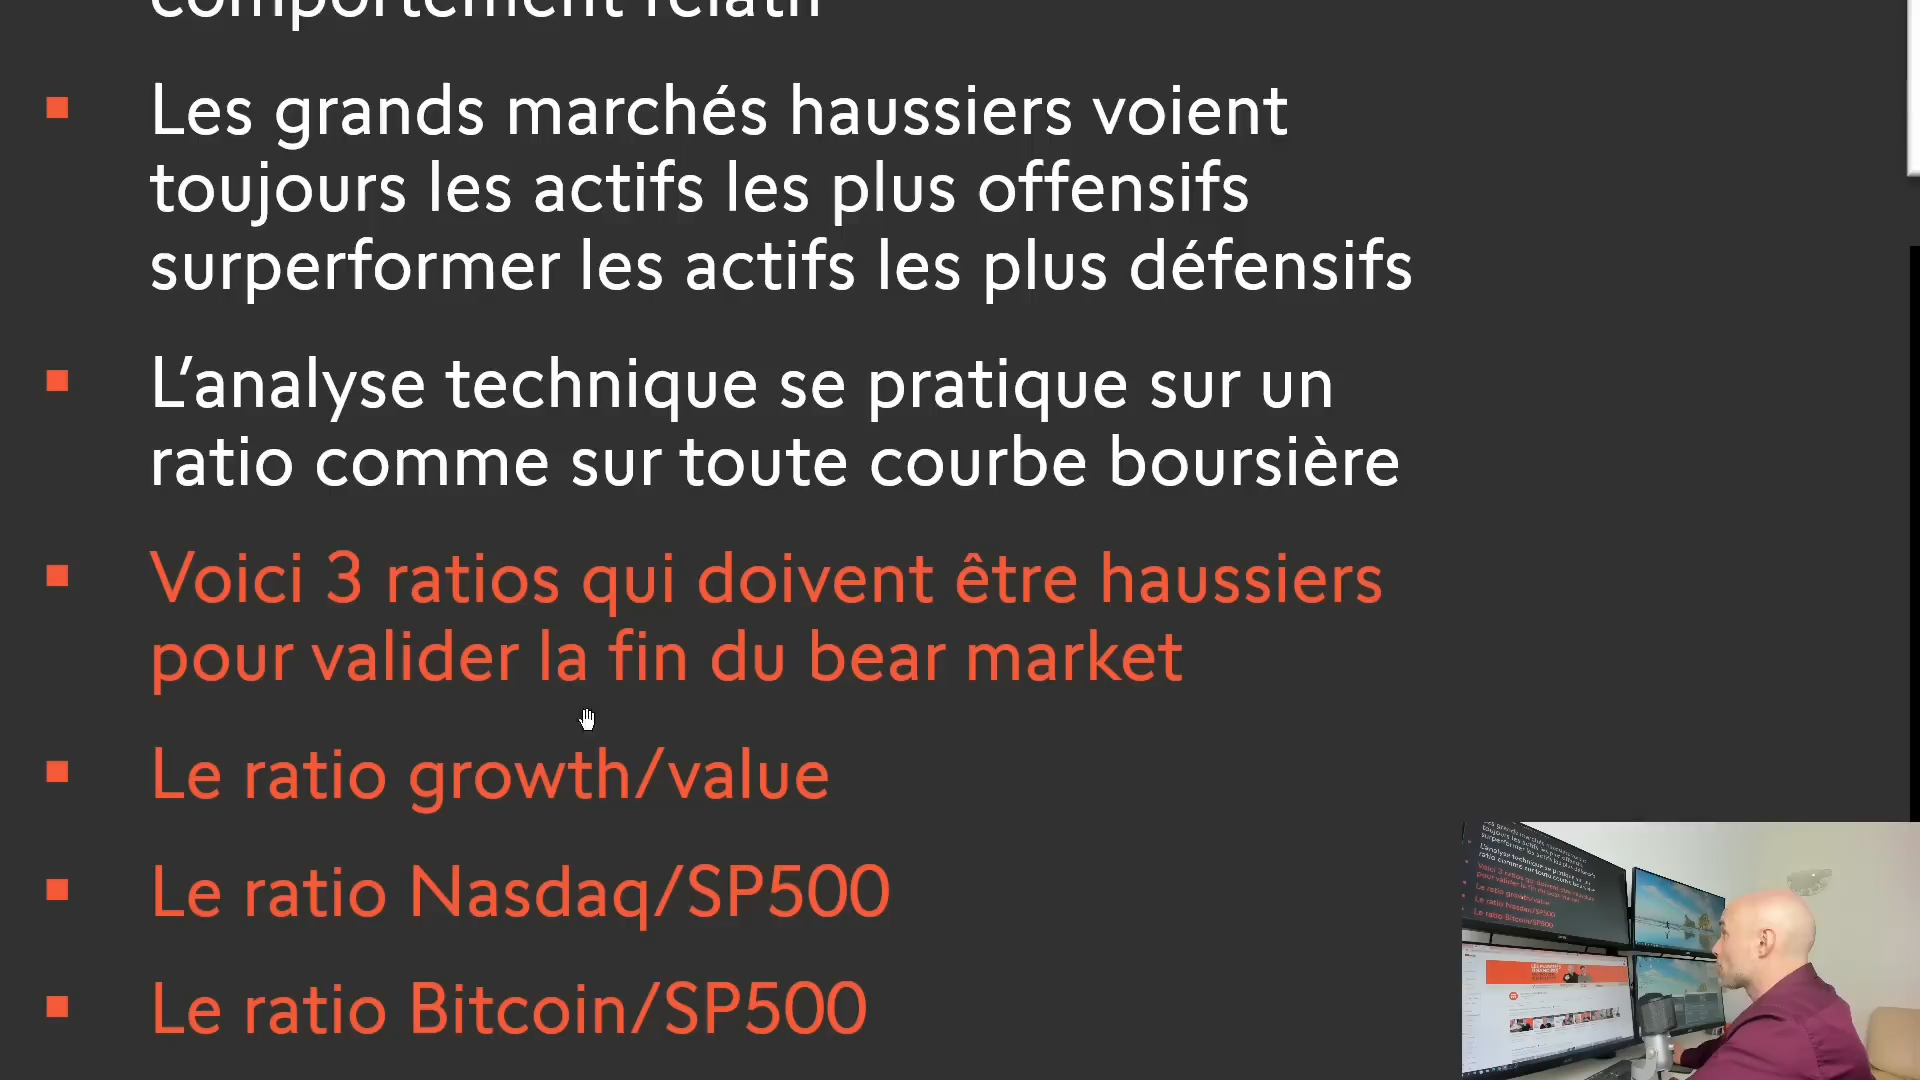 comportement relatif
Les grands marchés haussiers voient
toujours les actifs les plus offensifs
surperformer les actifs les plus défensifs
L’analyse technique se pratique sur un
ratio comme sur toute courbe boursière
Voici 3 ratios qui doivent être haussiers
pour valider la fin du bear market
Le ratio growth/value
Le ratio Nasdaq/SP500
Le ratio Bitcoin/SP500